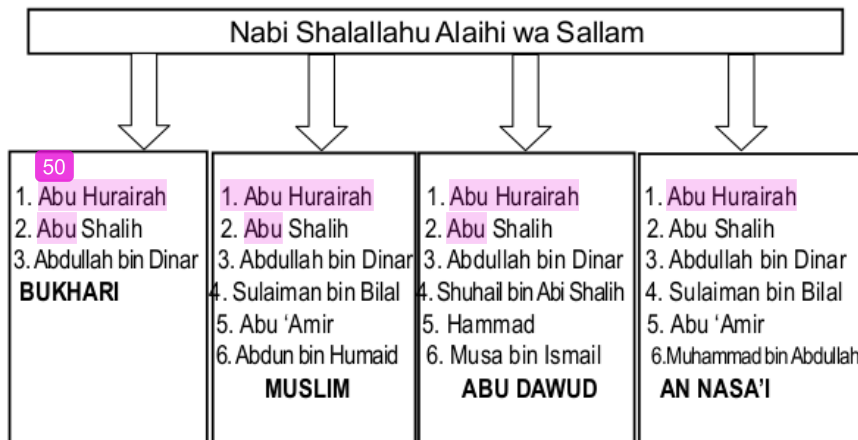 Nabi Shalallahu Alaihi wa Sallam
50
1. Abu Hurairah
2. Abu Shalih
3. Abdullah bin Dinar
BUKHARI
1. Abu Hurairah
2. Abu Shalih
3. Abdullah bin Dinar
4. Sulaiman bin Bilal
5. Abu ‘Amir
6. Abdun bin Humaid
MUSLIM
1. Abu Hurairah
2. Abu Shalih
3. Abdullah bin Dinar
4. Shuhail bin Abi Shalih
5. Hammad
6. Musa bin Ismail
ABU DAWUD
1. Abu Hurairah
2. Abu Shalih
3. Abdullah bin Dinar
4. Sulaiman bin Bilal
5. Abu ‘Amir
6. Muhammad bin Abdullah
AN NASA’I